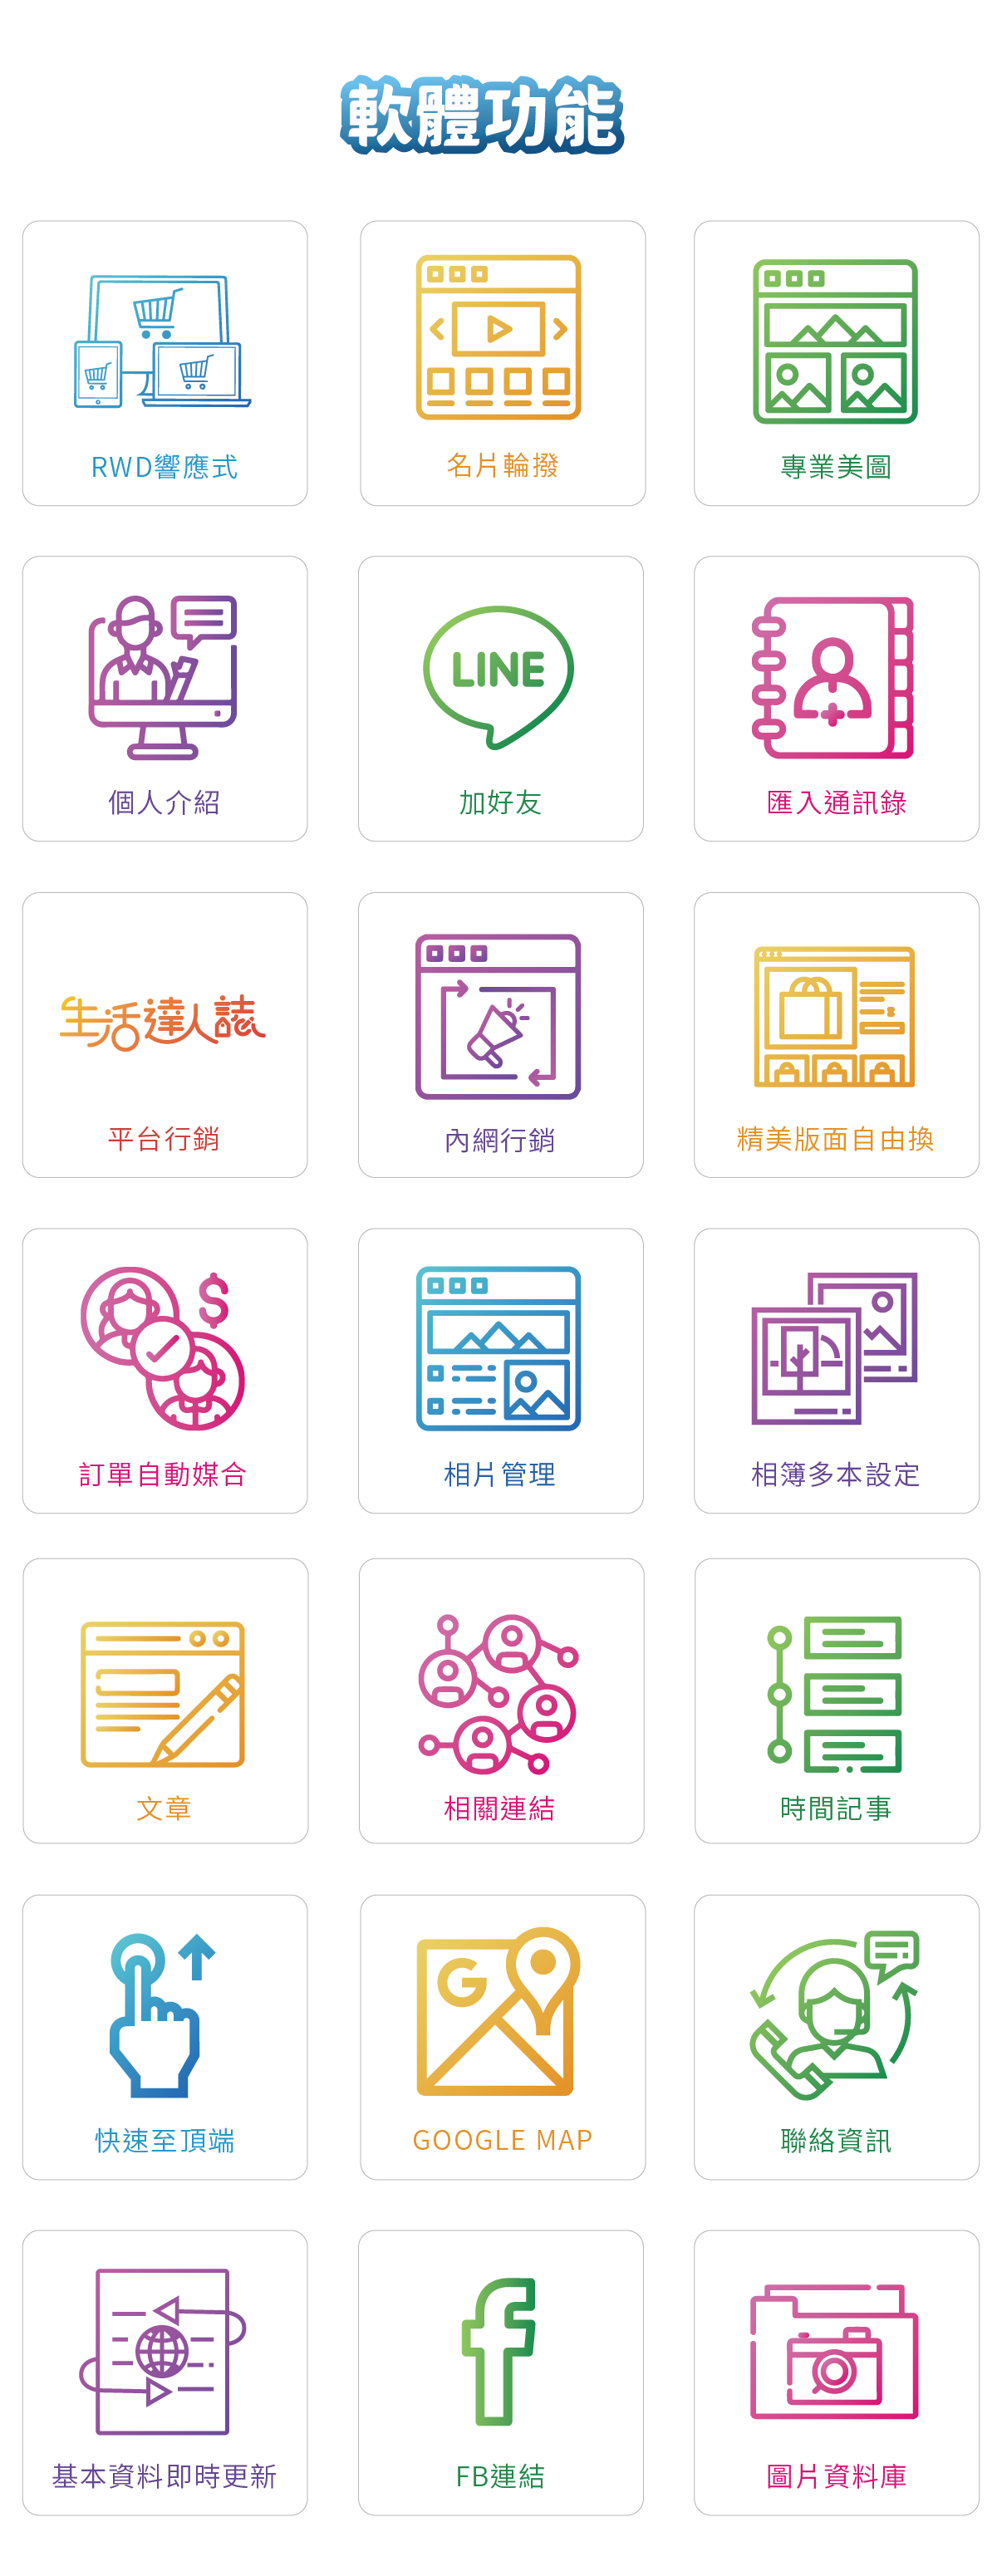 軟體功能
RWD響應式
名片輪撥
專業美圖
個人介紹
LINE
加好友
匯入通訊錄
生活達人誌
平台行銷
內網行銷
精美版面自由換
$
訂單自動媒合
相片管理
相簿多本設定
文章
相關連結
時間記事
快速至頂端
G
GOOGLE MAP
聯絡資訊
基本資料即時更新
f
FB連結
圖片資料庫